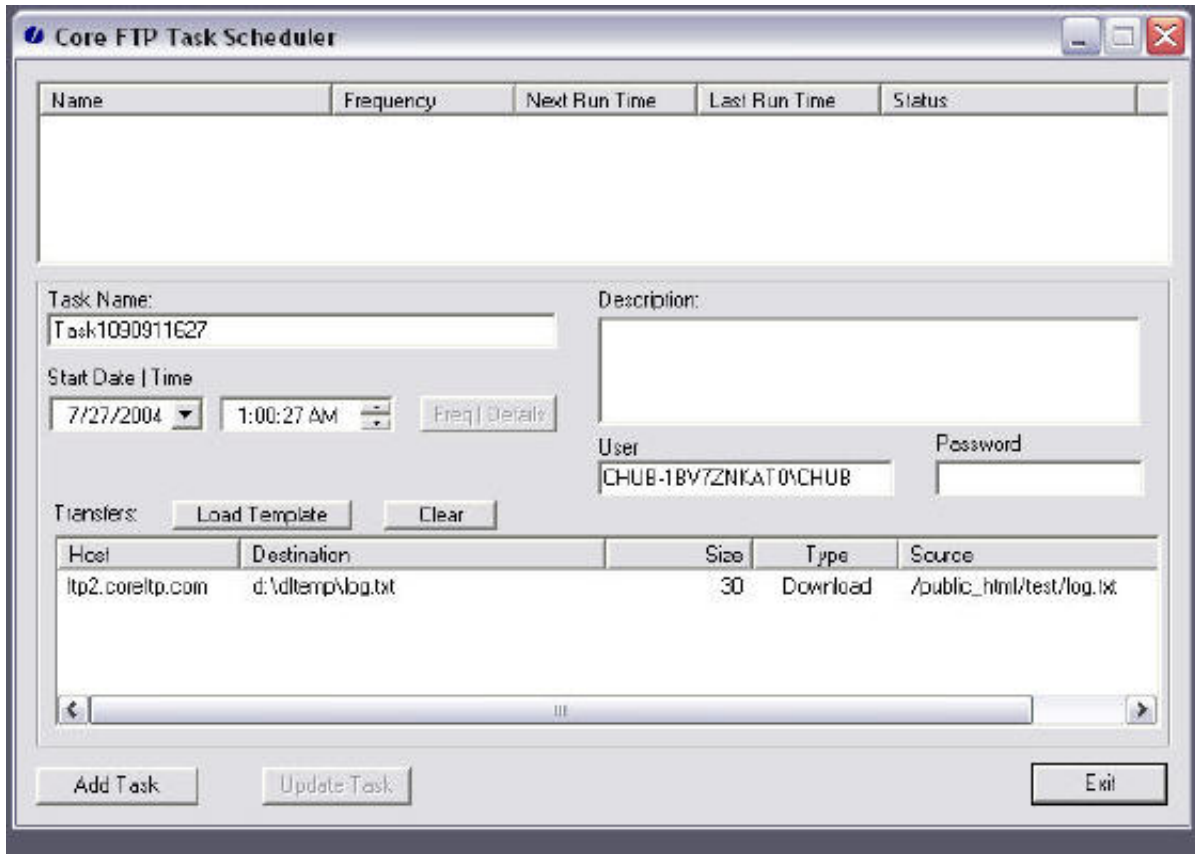 Core FTP Task Scheduler
Name Frequency Next Run Time Last Run Time Status
Task Name:
Task1090911627
Description:
Start Date | Time
7/27/2004 1:00:27 AM Freq | Details
User Password
CHUB-1BV7ZNKAT0\CHUB
Transfers: Load Template Clear
Host Destination Size Type Source
ftp2.coreftp.com d:\dltemp\log.txt 30 Download /public_html/test/log.txt
Add Task Update Task Exit